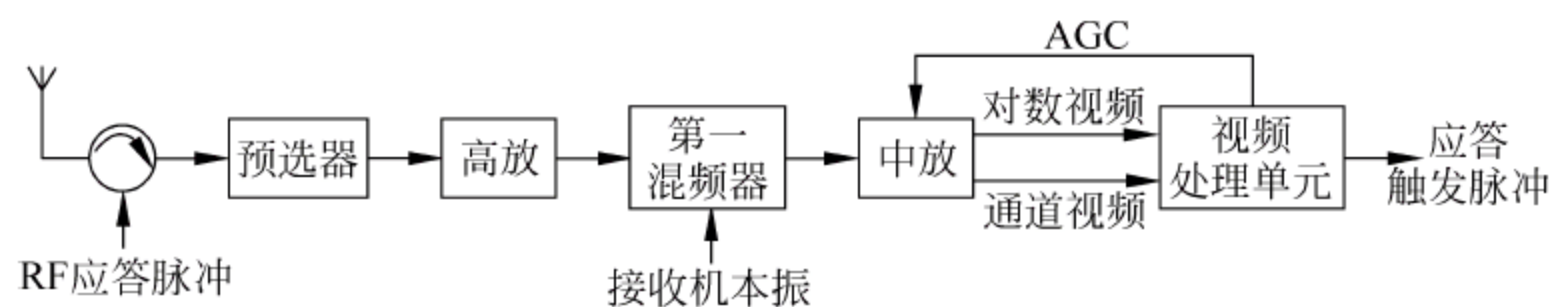 AGC
对数视频
预选器
高放
第一
混频器
中放
视频
处理单元
应答
触发脉冲
通道视频
RF应答脉冲
接收机本振